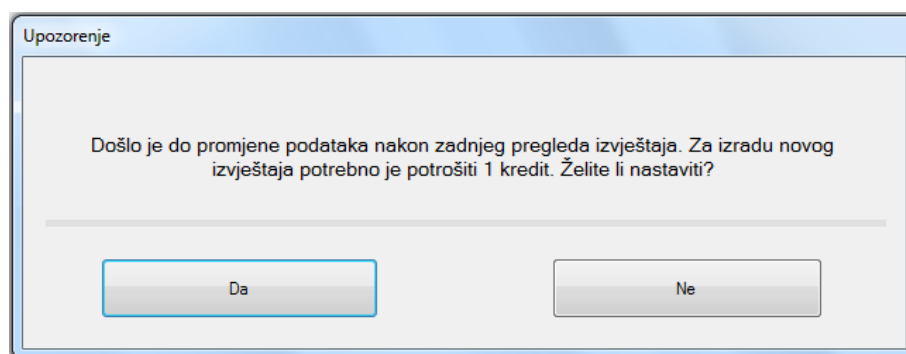 Upozorenje
Došlo je do promjene podataka nakon zadnjeg pregleda izvještaja. Za izradu novog
izvještaja potrebno je potrošiti 1 kredit. Želite li nastaviti?
Da
Ne